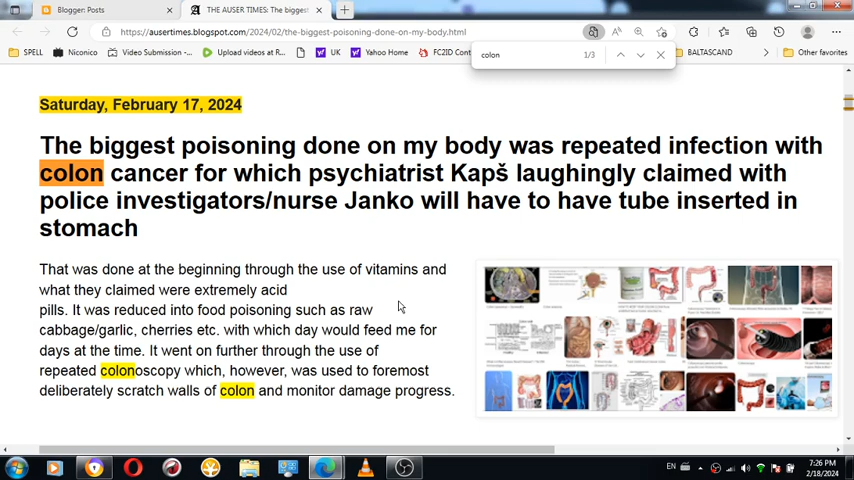 Blogger: Posts
THE AUSER TIMES: The biggest
https://ausertimes.blogspot.com/2024/02/the-biggest-poisoning-done-on-my-body.html
SPELL
Niconico
Video Submission -...
Upload videos at R...
UK
Yahoo Home
FC2ID Cont
BALTASCAND
Other favorites
colon
1/3
Saturday, February 17, 2024
The biggest poisoning done on my body was repeated infection with
colon cancer for which psychiatrist Kapš laughingly claimed with
police investigators/nurse Janko will have to have tube inserted in
stomach
That was done at the beginning through the use of vitamins and
what they claimed were extremely acid
pills. It was reduced into food poisoning such as raw
cabbage/garlic, cherries etc. with which day would feed me for
days at the time. It went on further through the use of
repeated colonoscopy which, however, was used to foremost
deliberately scratch walls of colon and monitor damage progress.
EN
7:26 PM
2/18/2024